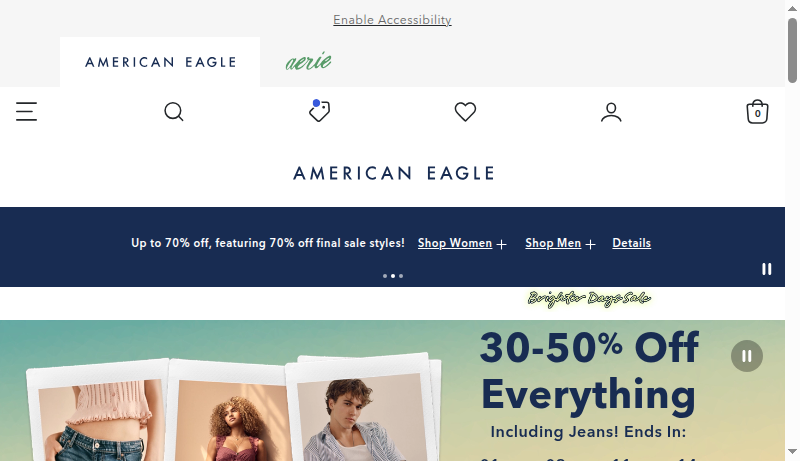 Enable Accessibility
AMERICAN EAGLE
aerie
0
AMERICAN EAGLE
Up to 70% off, featuring 70% off final sale styles! Shop Women Shop Men Details
Brighter Days Sale
30-50% Off
Everything
Including Jeans! Ends In: